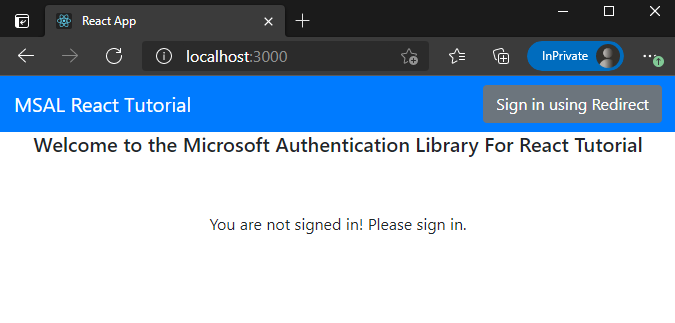 React App
localhost:3000
InPrivate
MSAL React Tutorial
Sign in using Redirect
Welcome to the Microsoft Authentication Library For React Tutorial
You are not signed in! Please sign in.